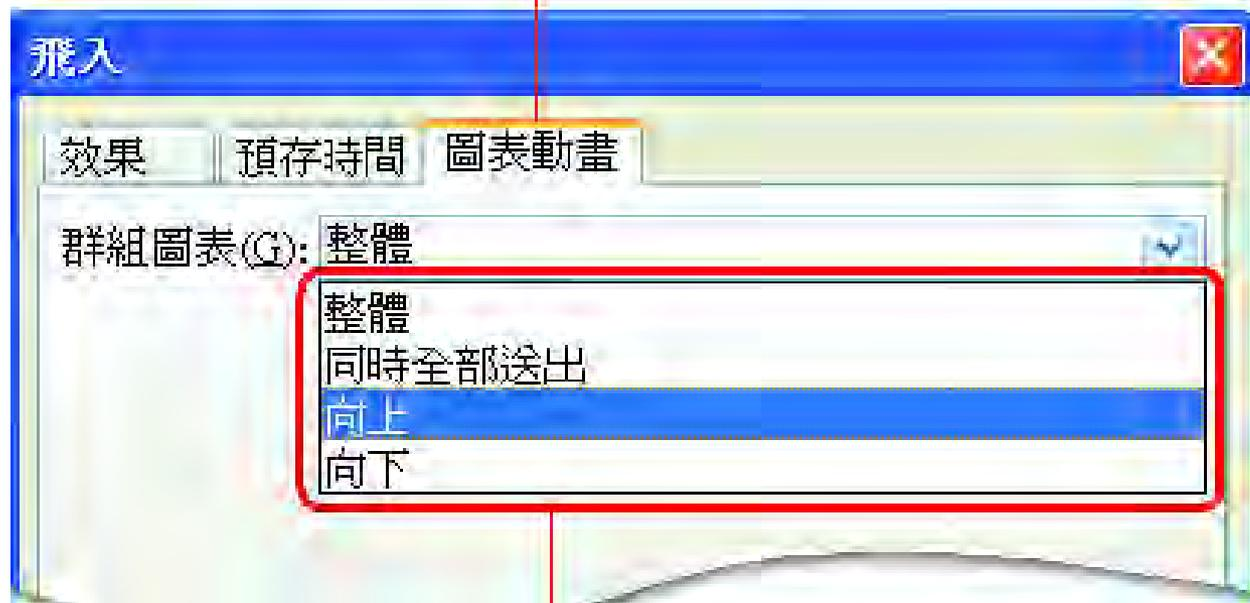 飛入
效果 預存時間 圖表動畫
群組圖表(G): 整體
整體
同時全部送出
向上
向下